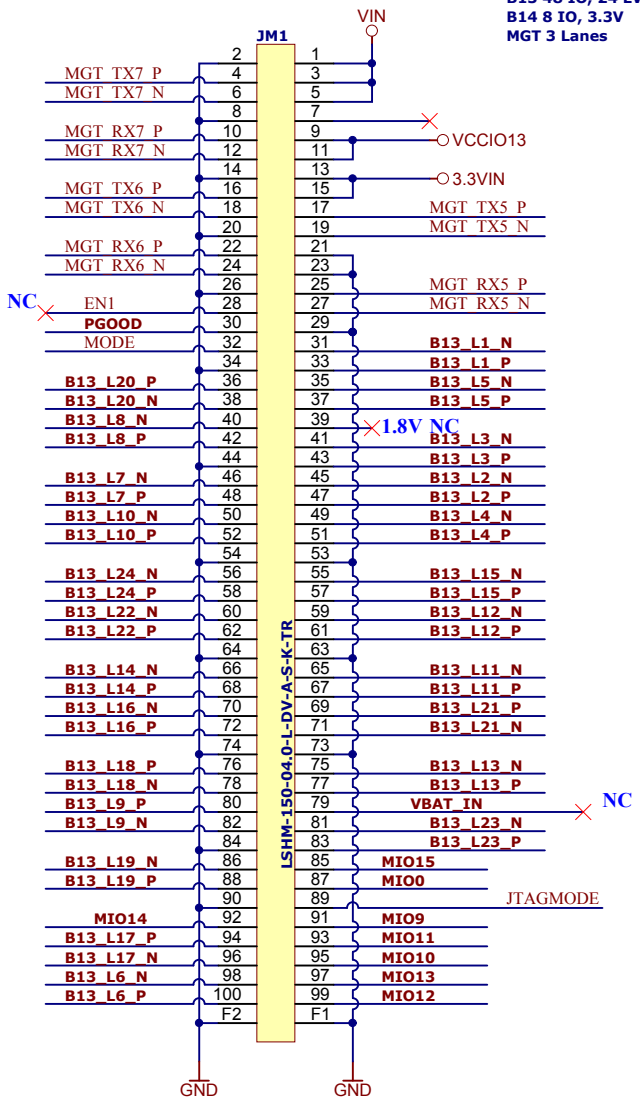 B14 8 IO, 3.3V
MGT 3 Lanes
VIN
JM1
2 1
MGT_TX7_P 4 3
MGT_TX7_N 6 5
8 7
MGT_RX7_P 10 9 VCCIO13
MGT_RX7_N 12 11
14 13 3.3VIN
MGT_TX6_P 16 15
MGT_TX6_N 18 17 MGT_TX5_P
20 19 MGT_TX5_N
MGT_RX6_P 22 21
MGT_RX6_N 24 23
26 25 MGT_RX5_P
NC EN1 28 27 MGT_RX5_N
PGOOD 30 29
MODE 32 31 B13_L1_N
34 33 B13_L1_P
B13_L20_P 36 35 B13_L5_N
B13_L20_N 38 37 B13_L5_P
B13_L8_N 40 39 1.8V NC
B13_L8_P 42 41 B13_L3_N
44 43 B13_L3_P
B13_L7_N 46 45 B13_L2_N
B13_L7_P 48 47 B13_L2_P
B13_L10_N 50 49 B13_L4_N
B13_L10_P 52 51 B13_L4_P
54 53
B13_L24_N 56 55 B13_L15_N
B13_L24_P 58 57 B13_L15_P
B13_L22_N 60 59 B13_L12_N
B13_L22_P 62 61 B13_L12_P
64 63
B13_L14_N 66 65 B13_L11_N
B13_L14_P 68 67 B13_L11_P
B13_L16_N 70 69 B13_L21_P
B13_L16_P 72 71 B13_L21_N
74 73
B13_L18_P 76 75 B13_L13_N
B13_L18_N 78 77 B13_L13_P
B13_L9_P 80 79 VBAT_IN NC
B13_L9_N 82 81 B13_L23_N
84 83 B13_L23_P
B13_L19_N 86 85 MIO15
B13_L19_P 88 87 MIO0
90 89 JTAGMODE
MIO14 92 91 MIO9
B13_L17_P 94 93 MIO11
B13_L17_N 96 95 MIO10
B13_L6_N 98 97 MIO13
B13_L6_P 100 99 MIO12
F2 F1
LSHM-150-04.0-L-DV-A-S-K-TR
GND GND